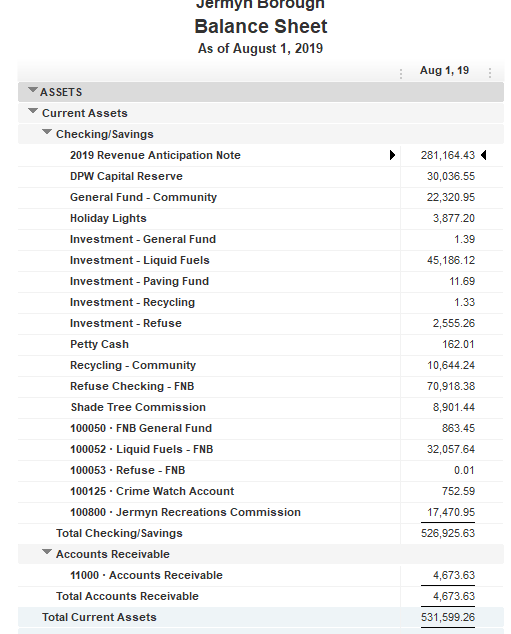 Jermyn Borough
Balance Sheet
As of August 1, 2019
Aug 1, 19
ASSETS
Current Assets
Checking/Savings
2019 Revenue Anticipation Note 281,164.43
DPW Capital Reserve 30,036.55
General Fund - Community 22,320.95
Holiday Lights 3,877.20
Investment - General Fund 1.39
Investment - Liquid Fuels 45,186.12
Investment - Paving Fund 11.69
Investment - Recycling 1.33
Investment - Refuse 2,555.26
Petty Cash 162.01
Recycling - Community 10,644.24
Refuse Checking - FNB 70,918.38
Shade Tree Commission 8,901.44
100050 · FNB General Fund 863.45
100052 · Liquid Fuels - FNB 32,057.64
100053 · Refuse - FNB 0.01
100125 · Crime Watch Account 752.59
100800 · Jermyn Recreations Commission 17,470.95
Total Checking/Savings 526,925.63
Accounts Receivable
11000 · Accounts Receivable 4,673.63
Total Accounts Receivable 4,673.63
Total Current Assets 531,599.26